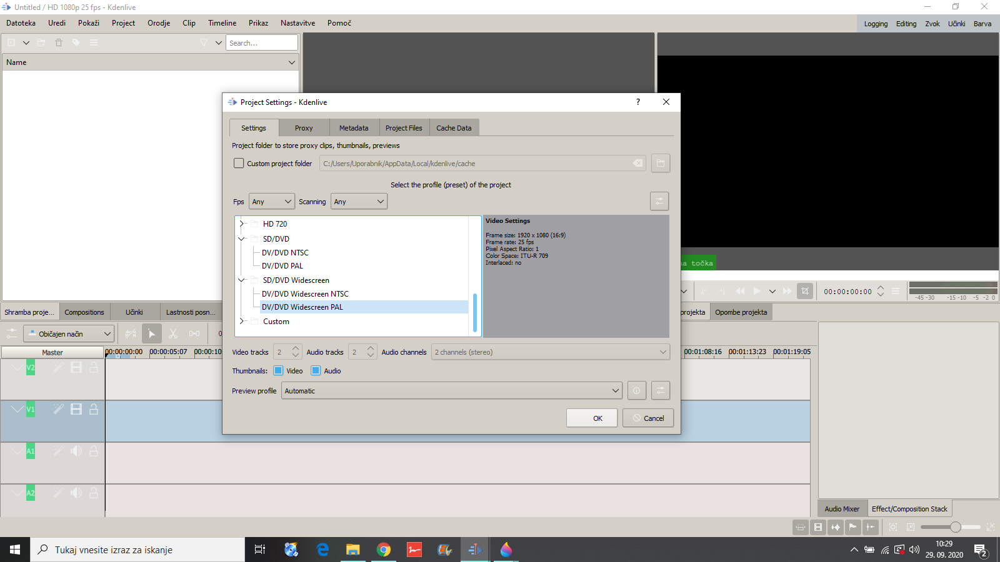 Untitled / HD 1080p 25 fps - Kdenlive
Datoteka Uredi Pokaži Project Orodje Clip Timeline Prikaz Nastavitve Pomoč
Logging Editing Zvok Učinki Barva
Search...
Name
Project Settings - Kdenlive
?
Settings Proxy Metadata Project Files Cache Data
Project folder to store proxy clips, thumbnails, previews
Custom project folder C:/Users/Uporabnik/AppData/Local/kdenlive/cache
Select the profile (preset) of the project
Fps Any Scanning Any
HD 720
SD/DVD
DV/DVD NTSC
DV/DVD PAL
SD/DVD Widescreen
DV/DVD Widescreen NTSC
DV/DVD Widescreen PAL
Custom
Video Settings
Frame size: 1920 x 1080 (16:9)
Frame rate: 25 fps
Pixel Aspect Ratio: 1
Color Space: ITU-R 709
Interlaced: no
Video tracks 2 Audio tracks 2 Audio channels 2 channels (stereo)
Thumbnails: Video Audio
Preview profile Automatic
OK Cancel
točka
00:00:00:00
-45 -30 -15 -10 -5 -2 0
Shramba proje... Compositions Učinki Lastnosti posn...
projekta Opombe projekta
Običajen način
Master 00:00:00:00 00:00:05:07 00:00:10 00:01:08:16 00:01:13:23 00:01:19:05
V2
V1
A1
A2
Audio Mixer Effect/Composition Stack
Tukaj vnesite izraz za iskanje
10:29
29. 09. 2020
2